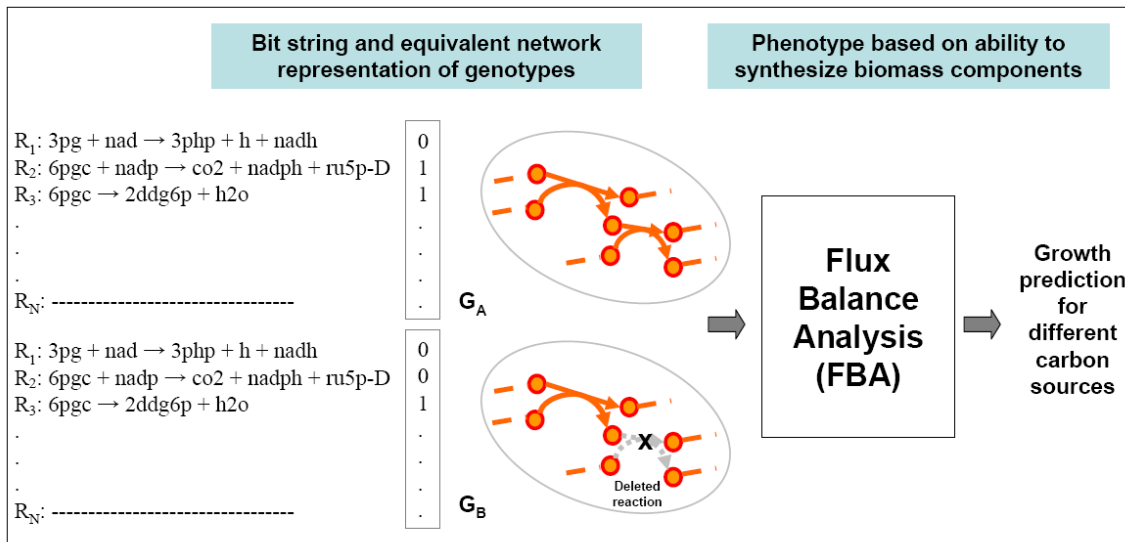 Bit string and equivalent network
representation of genotypes
Phenotype based on ability to
synthesize biomass components
R1: 3pg + nad → 3php + h + nadh 0
R2: 6pgc + nadp → co2 + nadph + ru5p-D 1
R3: 6pgc → 2ddg6p + h2o 1
. .
. .
. .
RN: ---------------------------------- .
GA
R1: 3pg + nad → 3php + h + nadh 0
R2: 6pgc + nadp → co2 + nadph + ru5p-D 0
R3: 6pgc → 2ddg6p + h2o 1
. .
. .
. .
RN: ---------------------------------- .
GB
X
Deleted
reaction
Flux
Balance
Analysis
(FBA)
Growth
prediction
for
different
carbon
sources